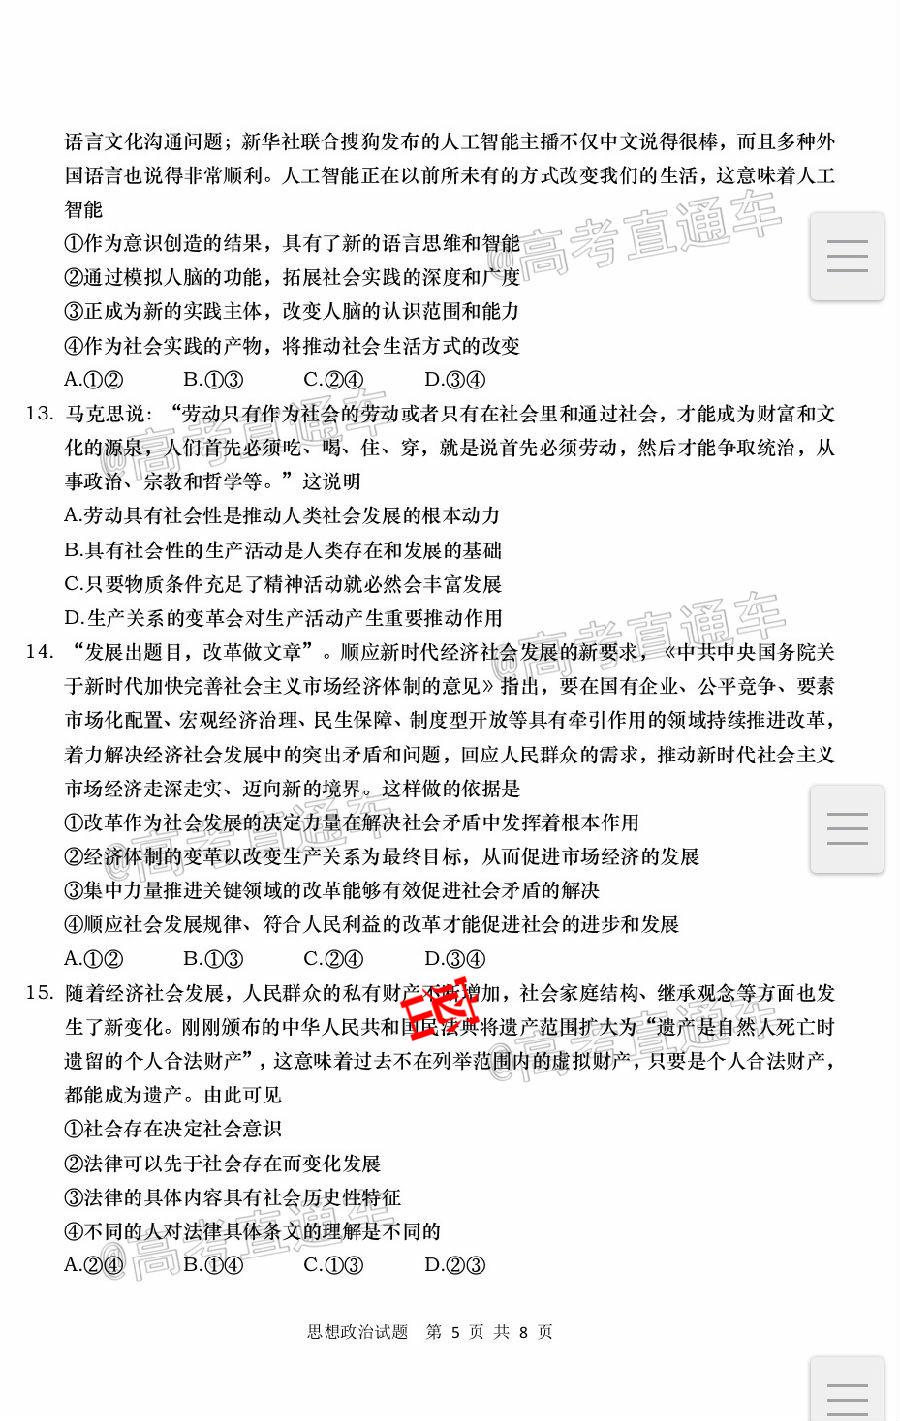 语言文化沟通问题；新华社联合搜狗发布的人工智能主播不仅中文说得很棒，而且多种外
国语言也说得非常顺利。人工智能正在以前所未有的方式改变我们的生活，这意味着人工
智能
①作为意识创造的结果，具有了新的语言思维和智能
②通过模拟人脑的功能，拓展社会实践的深度和广度
③正成为新的实践主体，改变人脑的认识范围和能力
④作为社会实践的产物，将推动社会生活方式的改变
A.①② B.①③ C.②④ D.③④
13. 马克思说：“劳动只有作为社会的劳动或者只有在社会里和通过社会，才能成为财富和文
化的源泉，人们首先必须吃、喝、住、穿，就是说首先必须劳动，然后才能争取统治，从
事政治、宗教和哲学等。”这说明
A.劳动具有社会性是推动人类社会发展的根本动力
B.具有社会性的生产活动是人类存在和发展的基础
C.只要物质条件充足了精神活动就必然会丰富发展
D.生产关系的变革会对生产活动产生重要推动作用
14. “发展出题目，改革做文章”。顺应新时代经济社会发展的新要求，《中共中央国务院关
于新时代加快完善社会主义市场经济体制的意见》指出，要在国有企业、公平竞争、要素
市场化配置、宏观经济治理、民生保障、制度型开放等具有牵引作用的领域持续推进改革，
着力解决经济社会发展中的突出矛盾和问题，回应人民群众的需求，推动新时代社会主义
市场经济走深走实、迈向新的境界。这样做的依据是
①改革作为社会发展的决定力量在解决社会矛盾中发挥着根本作用
②经济体制的变革以改变生产关系为最终目标，从而促进市场经济的发展
③集中力量推进关键领域的改革能够有效促进社会矛盾的解决
④顺应社会发展规律、符合人民利益的改革才能促进社会的进步和发展
A.①② B.①③ C.②④ D.③④
15. 随着经济社会发展，人民群众的私有财产不断增加，社会家庭结构、继承观念等方面也发
生了新变化。刚刚颁布的中华人民共和国民法典将遗产范围扩大为“遗产是自然人死亡时
遗留的个人合法财产”，这意味着过去不在列举范围内的虚拟财产，只要是个人合法财产，
都能成为遗产。由此可见
①社会存在决定社会意识
②法律可以先于社会存在而变化发展
③法律的具体内容具有社会历史性特征
④不同的人对法律具体条文的理解是不同的
A.②④ B.①④ C.①③ D.②③
思想政治试题 第 5 页 共 8 页
@高考直通车
@高考直通车
@高考直通车
@高考直通车
@高考直通车
@高考直通车